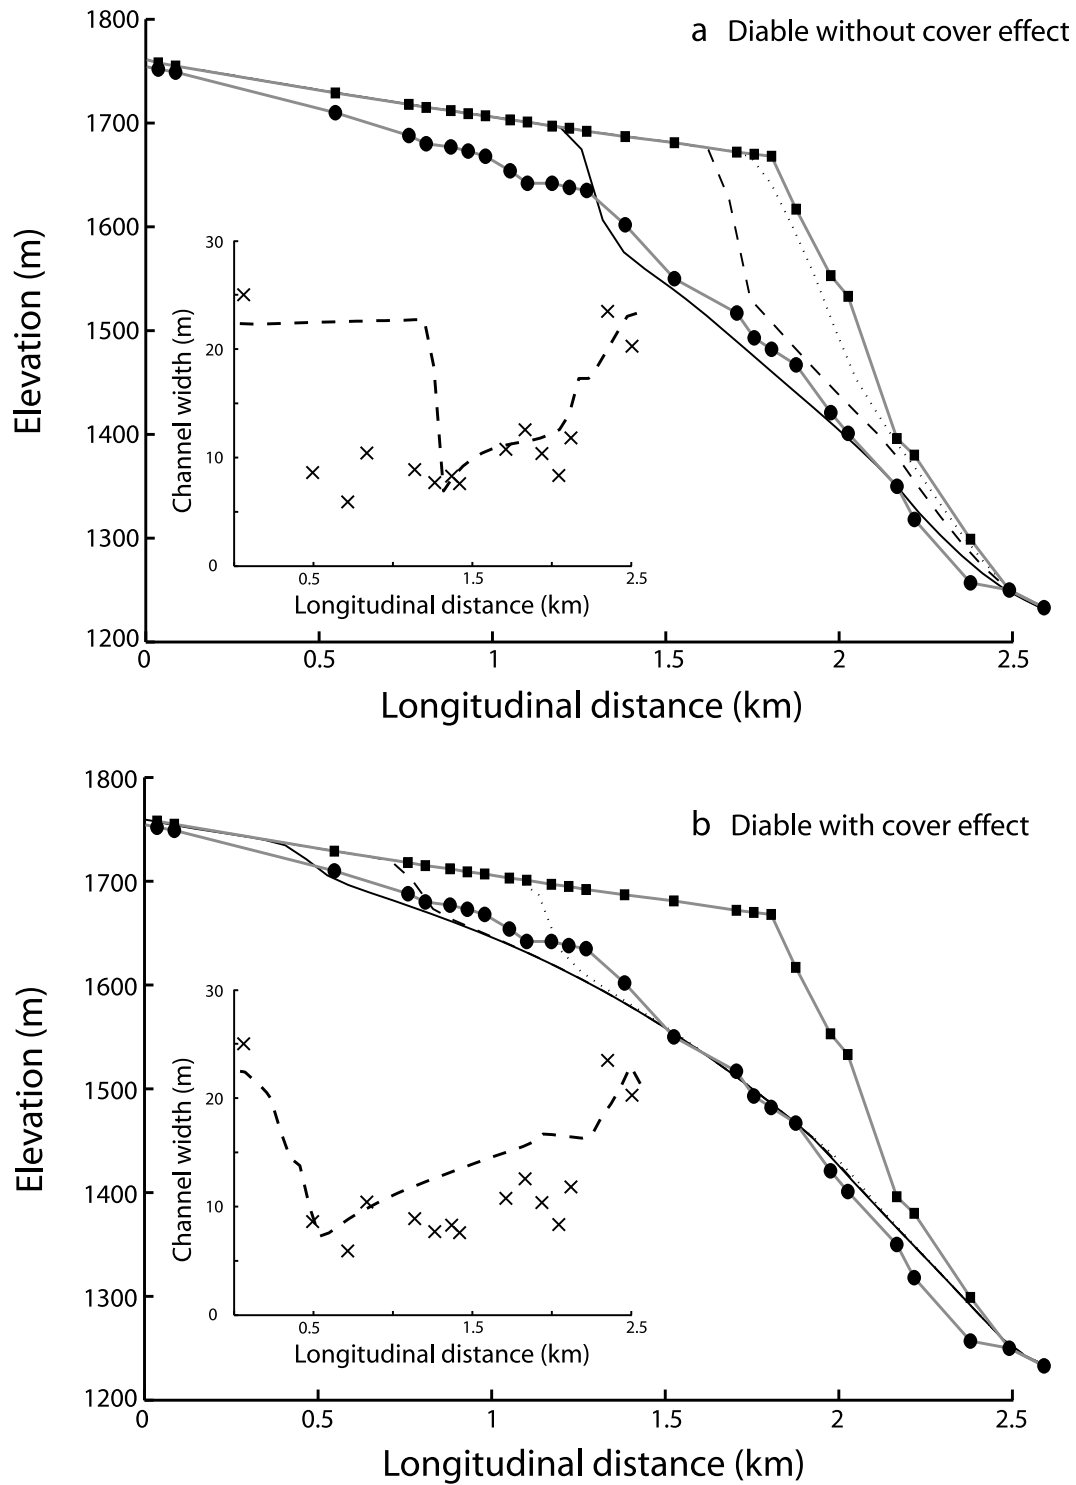 a Diable without cover effect
1800
1700
1600
1500
1400
1300
1200
Elevation (m)
0 0.5 1 1.5 2 2.5
Longitudinal distance (km)
30
20
10
0
Channel width (m)
0.5 1.5 2.5
Longitudinal distance (km)
b Diable with cover effect
1800
1700
1600
1500
1400
1300
1200
Elevation (m)
0 0.5 1 1.5 2 2.5
Longitudinal distance (km)
30
20
10
0
Channel width (m)
0.5 1.5 2.5
Longitudinal distance (km)